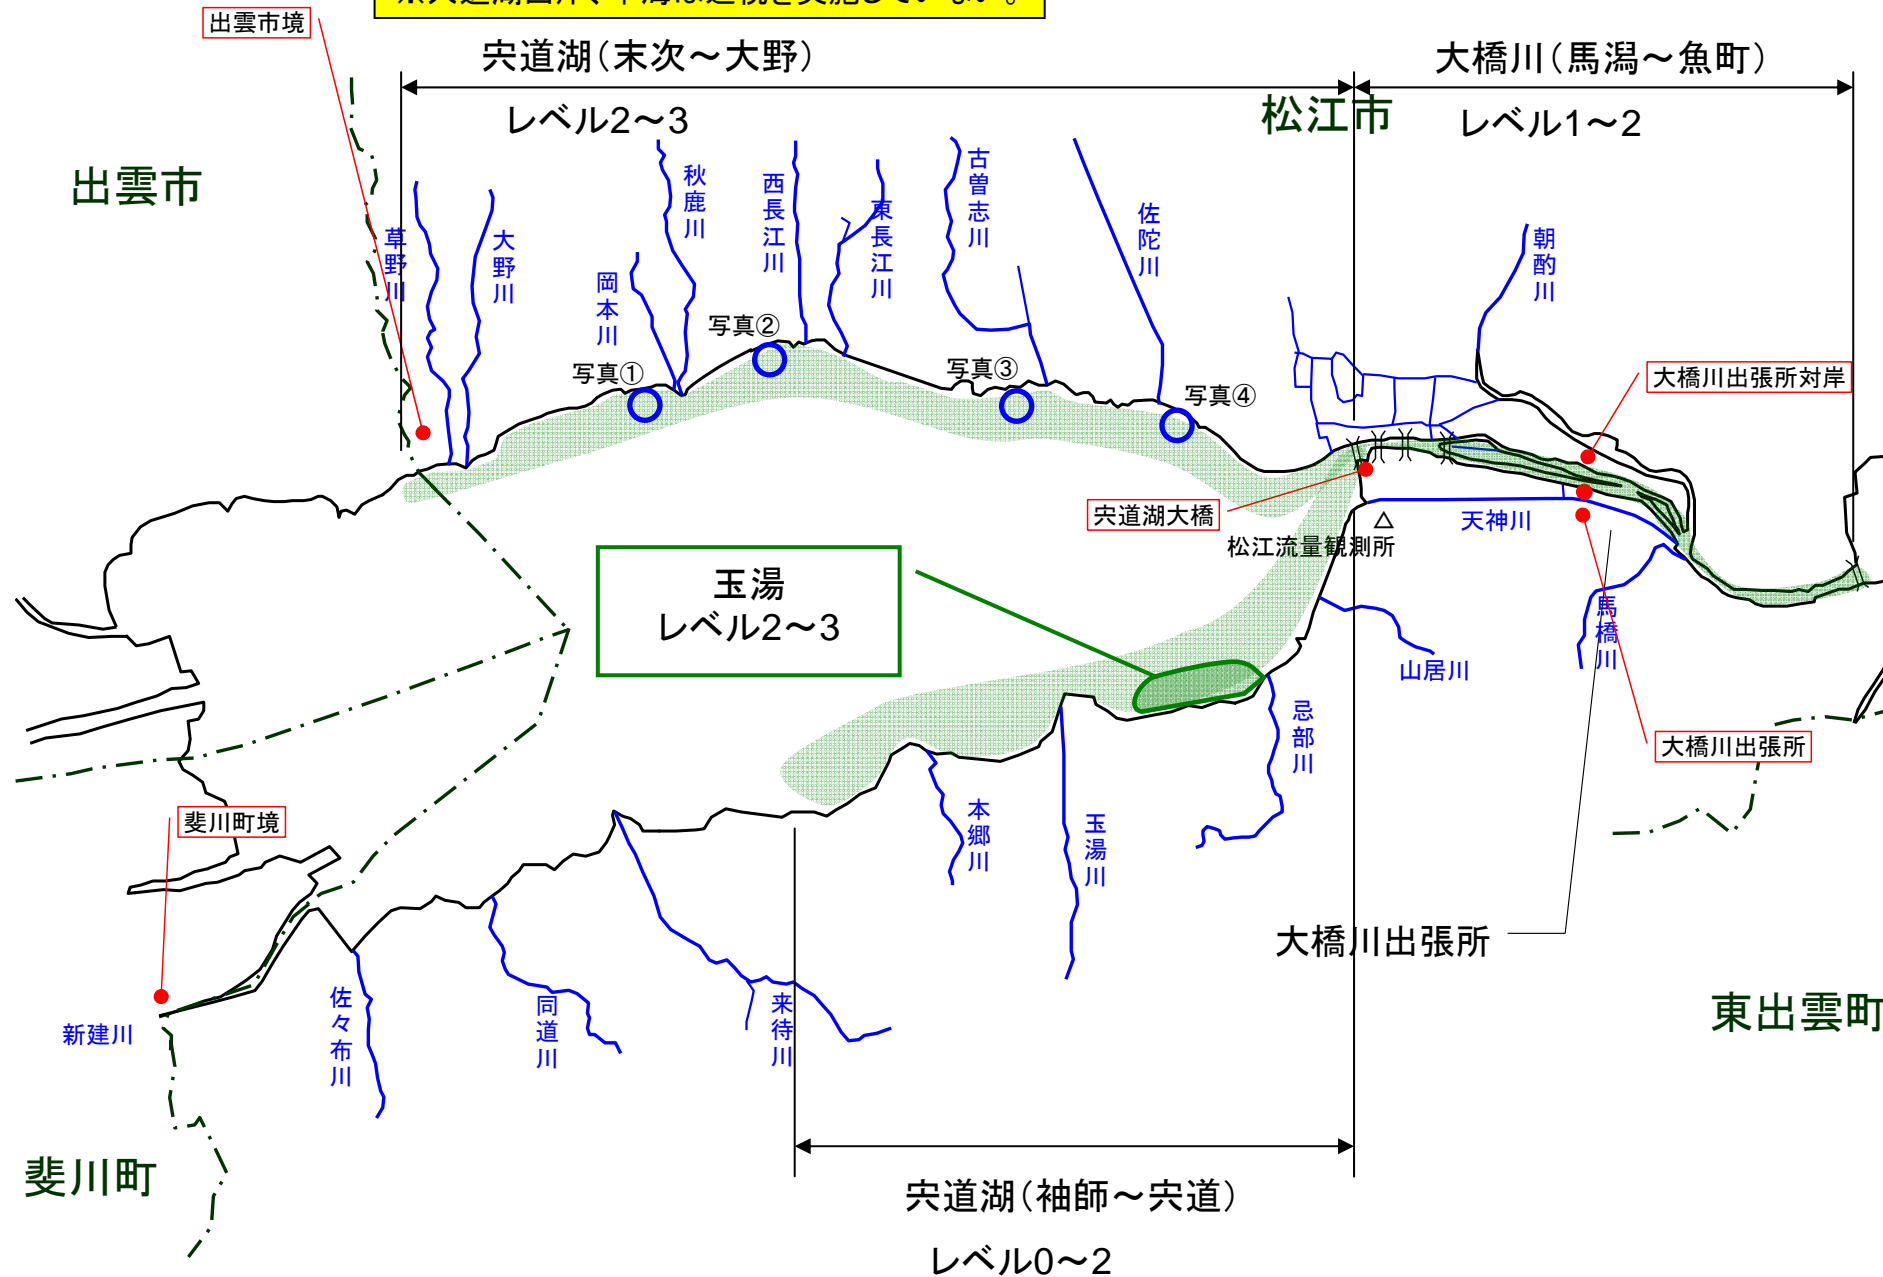 出雲市境
宍道湖(末次～大野)
レベル2～3
大橋川(馬潟～魚町)
レベル1～2
松江市
出雲市
草野川
大野川
岡本川
秋鹿川
西長江川
東長江川
古曽志川
佐陀川
朝酌川
写真①
写真②
写真③
写真④
大橋川出張所対岸
宍道湖大橋
松江流量観測所
天神川
玉湯
レベル2～3
馬橋川
山居川
忌部川
大橋川出張所
斐川町境
本郷川
玉湯川
大橋川出張所
新建川
佐々布川
同道川
来待川
東出雲町
斐川町
宍道湖(袖師～宍道)
レベル0～2